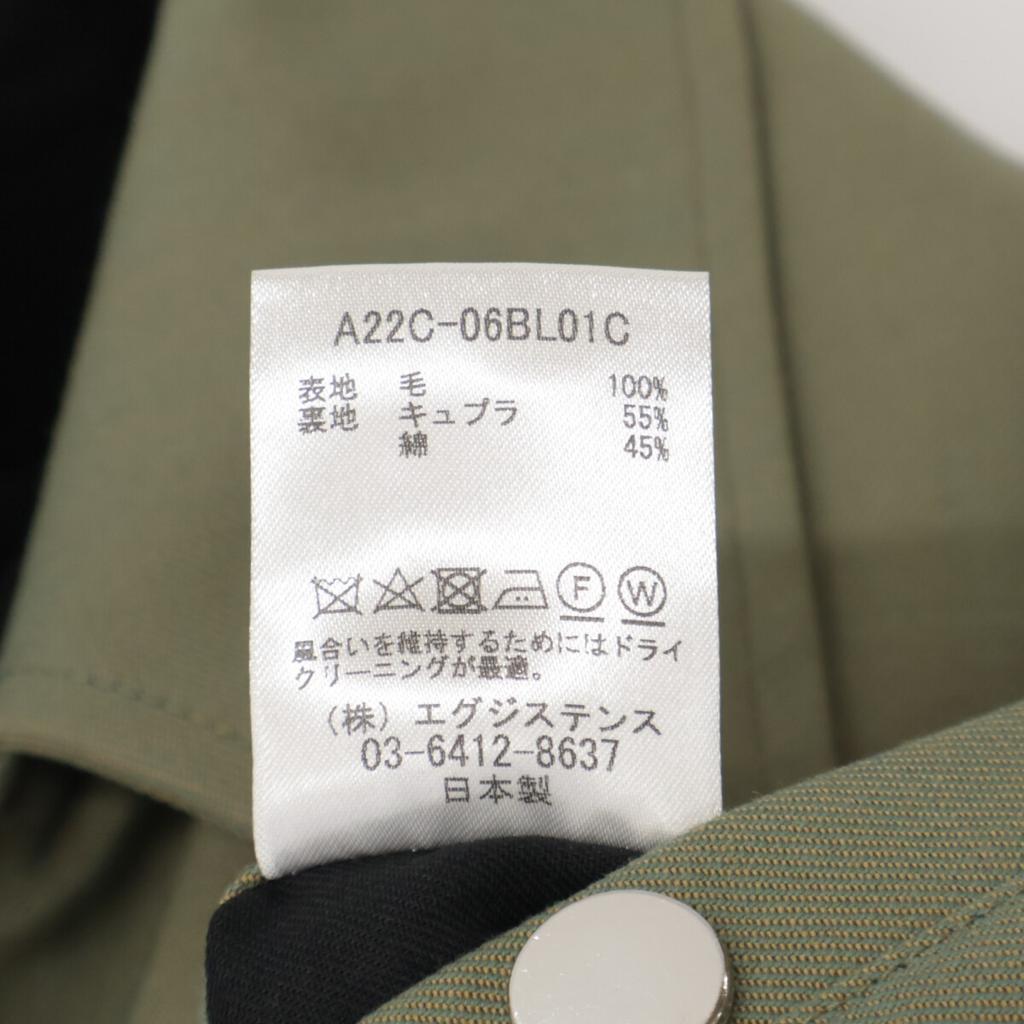 A22C-06BL01C
表地 毛 100%
裏地 キュプラ 55%
綿 45%
F W
風合いを維持するためにはドライ
クリーニングが最適。
(株) エグジステンス
03-6412-8637
日本製